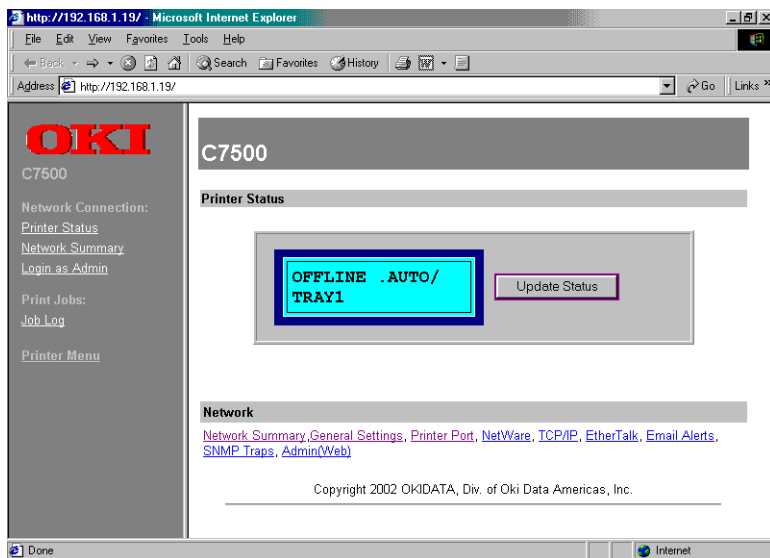 http://192.168.1.19/ - Microsoft Internet Explorer
File Edit View Favorites Tools Help
Back Search Favorites History
Address http://192.168.1.19/ Go Links »
OKI
C7500
Network Connection:
Printer Status
Network Summary
Login as Admin
Print Jobs:
Job Log
Printer Menu
C7500
Printer Status
OFFLINE .AUTO/
TRAY1
Update Status
Network
Network Summary,General Settings, Printer Port, NetWare, TCP/IP, EtherTalk, Email Alerts,
SNMP Traps, Admin(Web)
Copyright 2002 OKIDATA, Div. of Oki Data Americas, Inc.
Done Internet